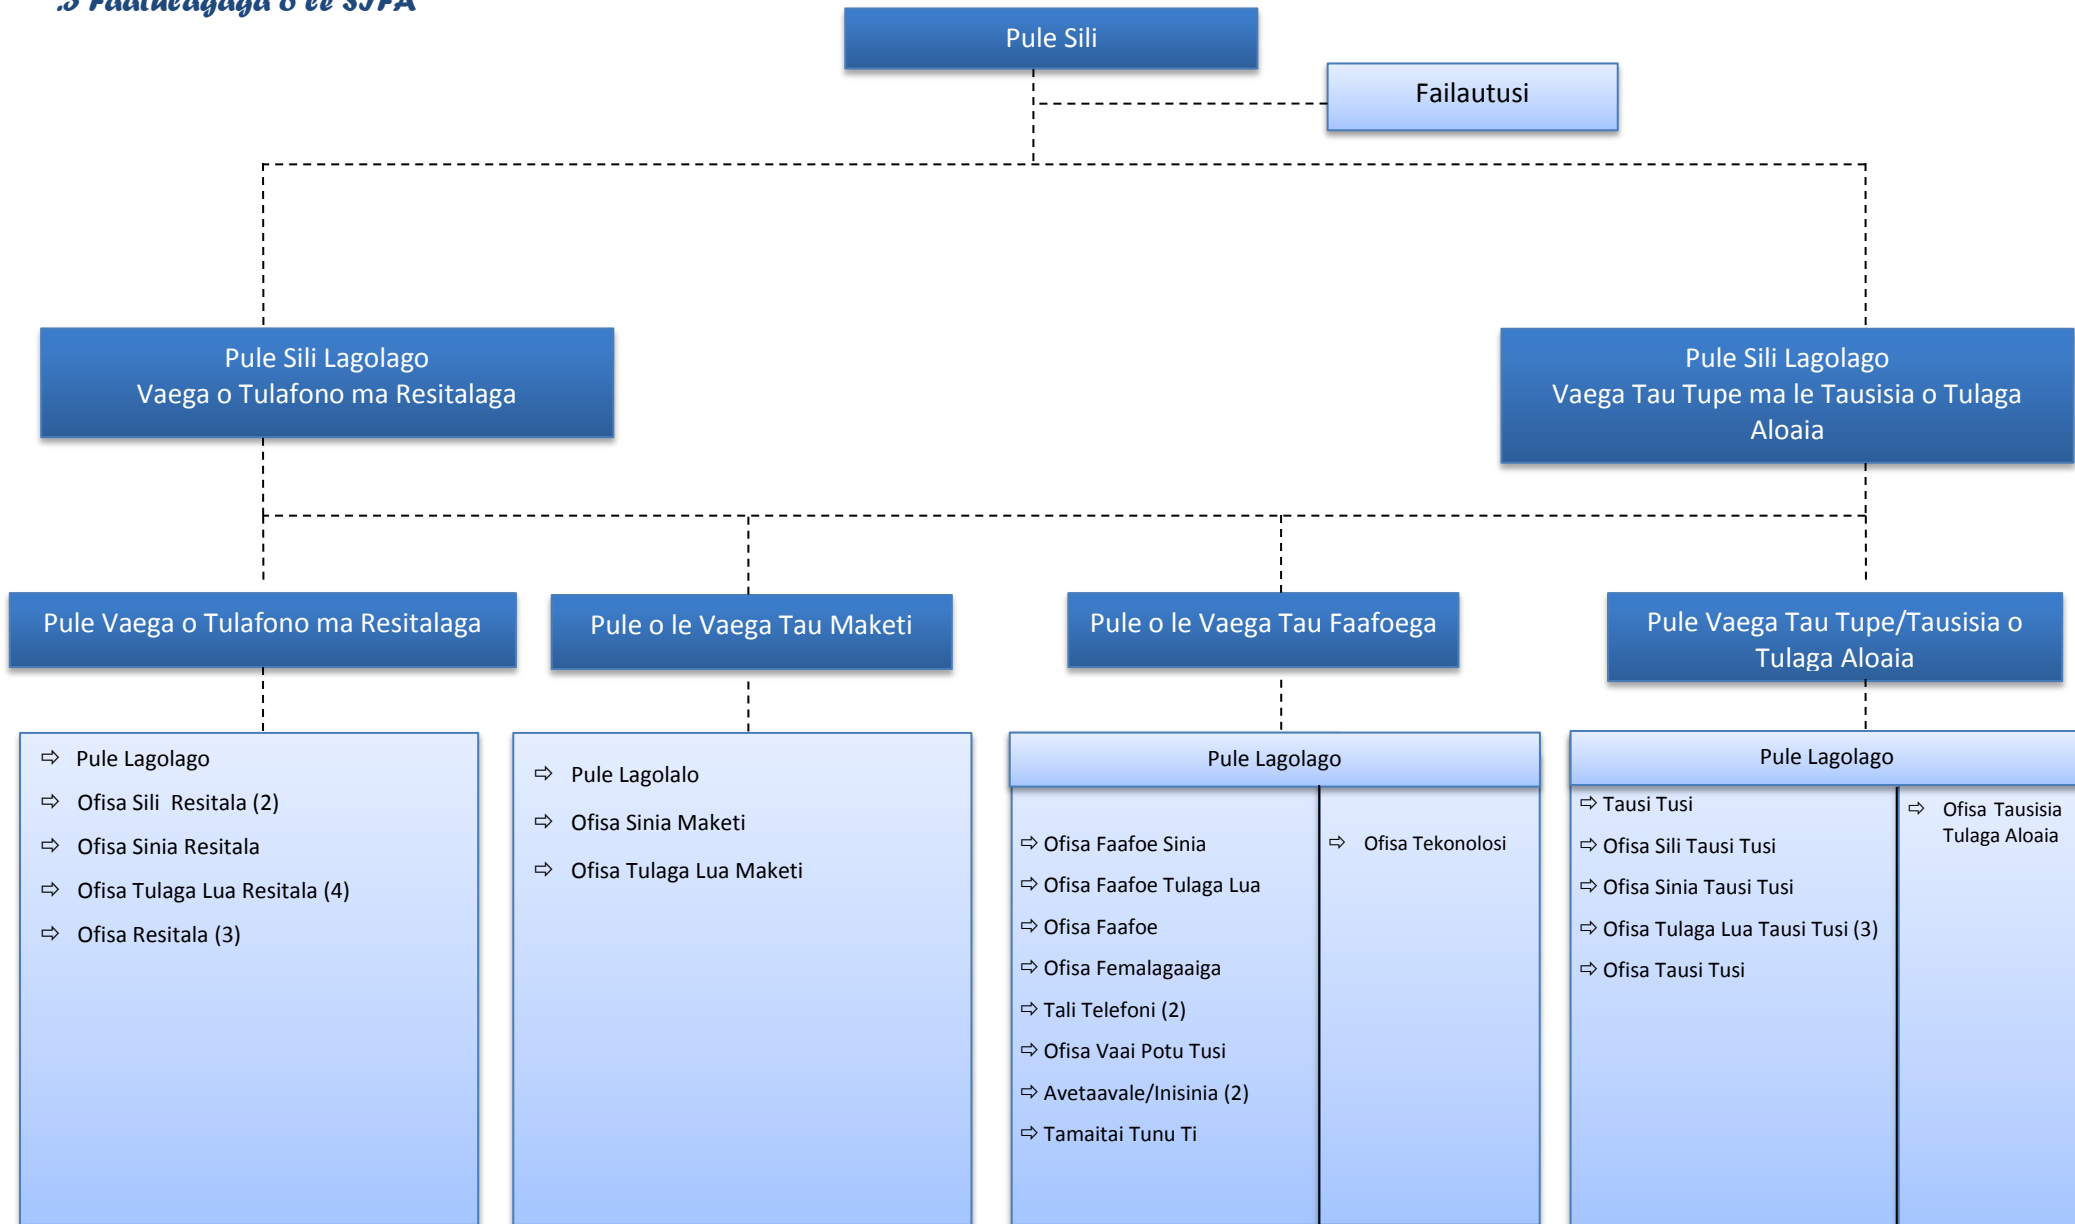 .3 Faatulagaga o le SIFA
Pule Sili
Failautusi
Pule Sili Lagolago
Vaega o Tulafono ma Resitalaga
Pule Sili Lagolago
Vaega Tau Tupe ma le Tausisia o Tulaga
Aloaia
Pule Vaega o Tulafono ma Resitalaga
Pule o le Vaega Tau Maketi
Pule o le Vaega Tau Faafoega
Pule Vaega Tau Tupe/Tausisia o
Tulaga Aloaia
⇨ Pule Lagolago
⇨ Ofisa Sili Resitala (2)
⇨ Ofisa Sinia Resitala
⇨ Ofisa Tulaga Lua Resitala (4)
⇨ Ofisa Resitala (3)
⇨ Pule Lagolalo
⇨ Ofisa Sinia Maketi
⇨ Ofisa Tulaga Lua Maketi
Pule Lagolago
⇨ Ofisa Faafoe Sinia
⇨ Ofisa Faafoe Tulaga Lua
⇨ Ofisa Faafoe
⇨ Ofisa Femalagaaiga
⇨ Tali Telefoni (2)
⇨ Ofisa Vaai Potu Tusi
⇨ Avetaavale/Inisinia (2)
⇨ Tamaitai Tunu Ti
⇨ Ofisa Tekonolosi
Pule Lagolago
⇨ Tausi Tusi
⇨ Ofisa Sili Tausi Tusi
⇨ Ofisa Sinia Tausi Tusi
⇨ Ofisa Tulaga Lua Tausi Tusi (3)
⇨ Ofisa Tausi Tusi
⇨ Ofisa Tausisia
Tulaga Aloaia